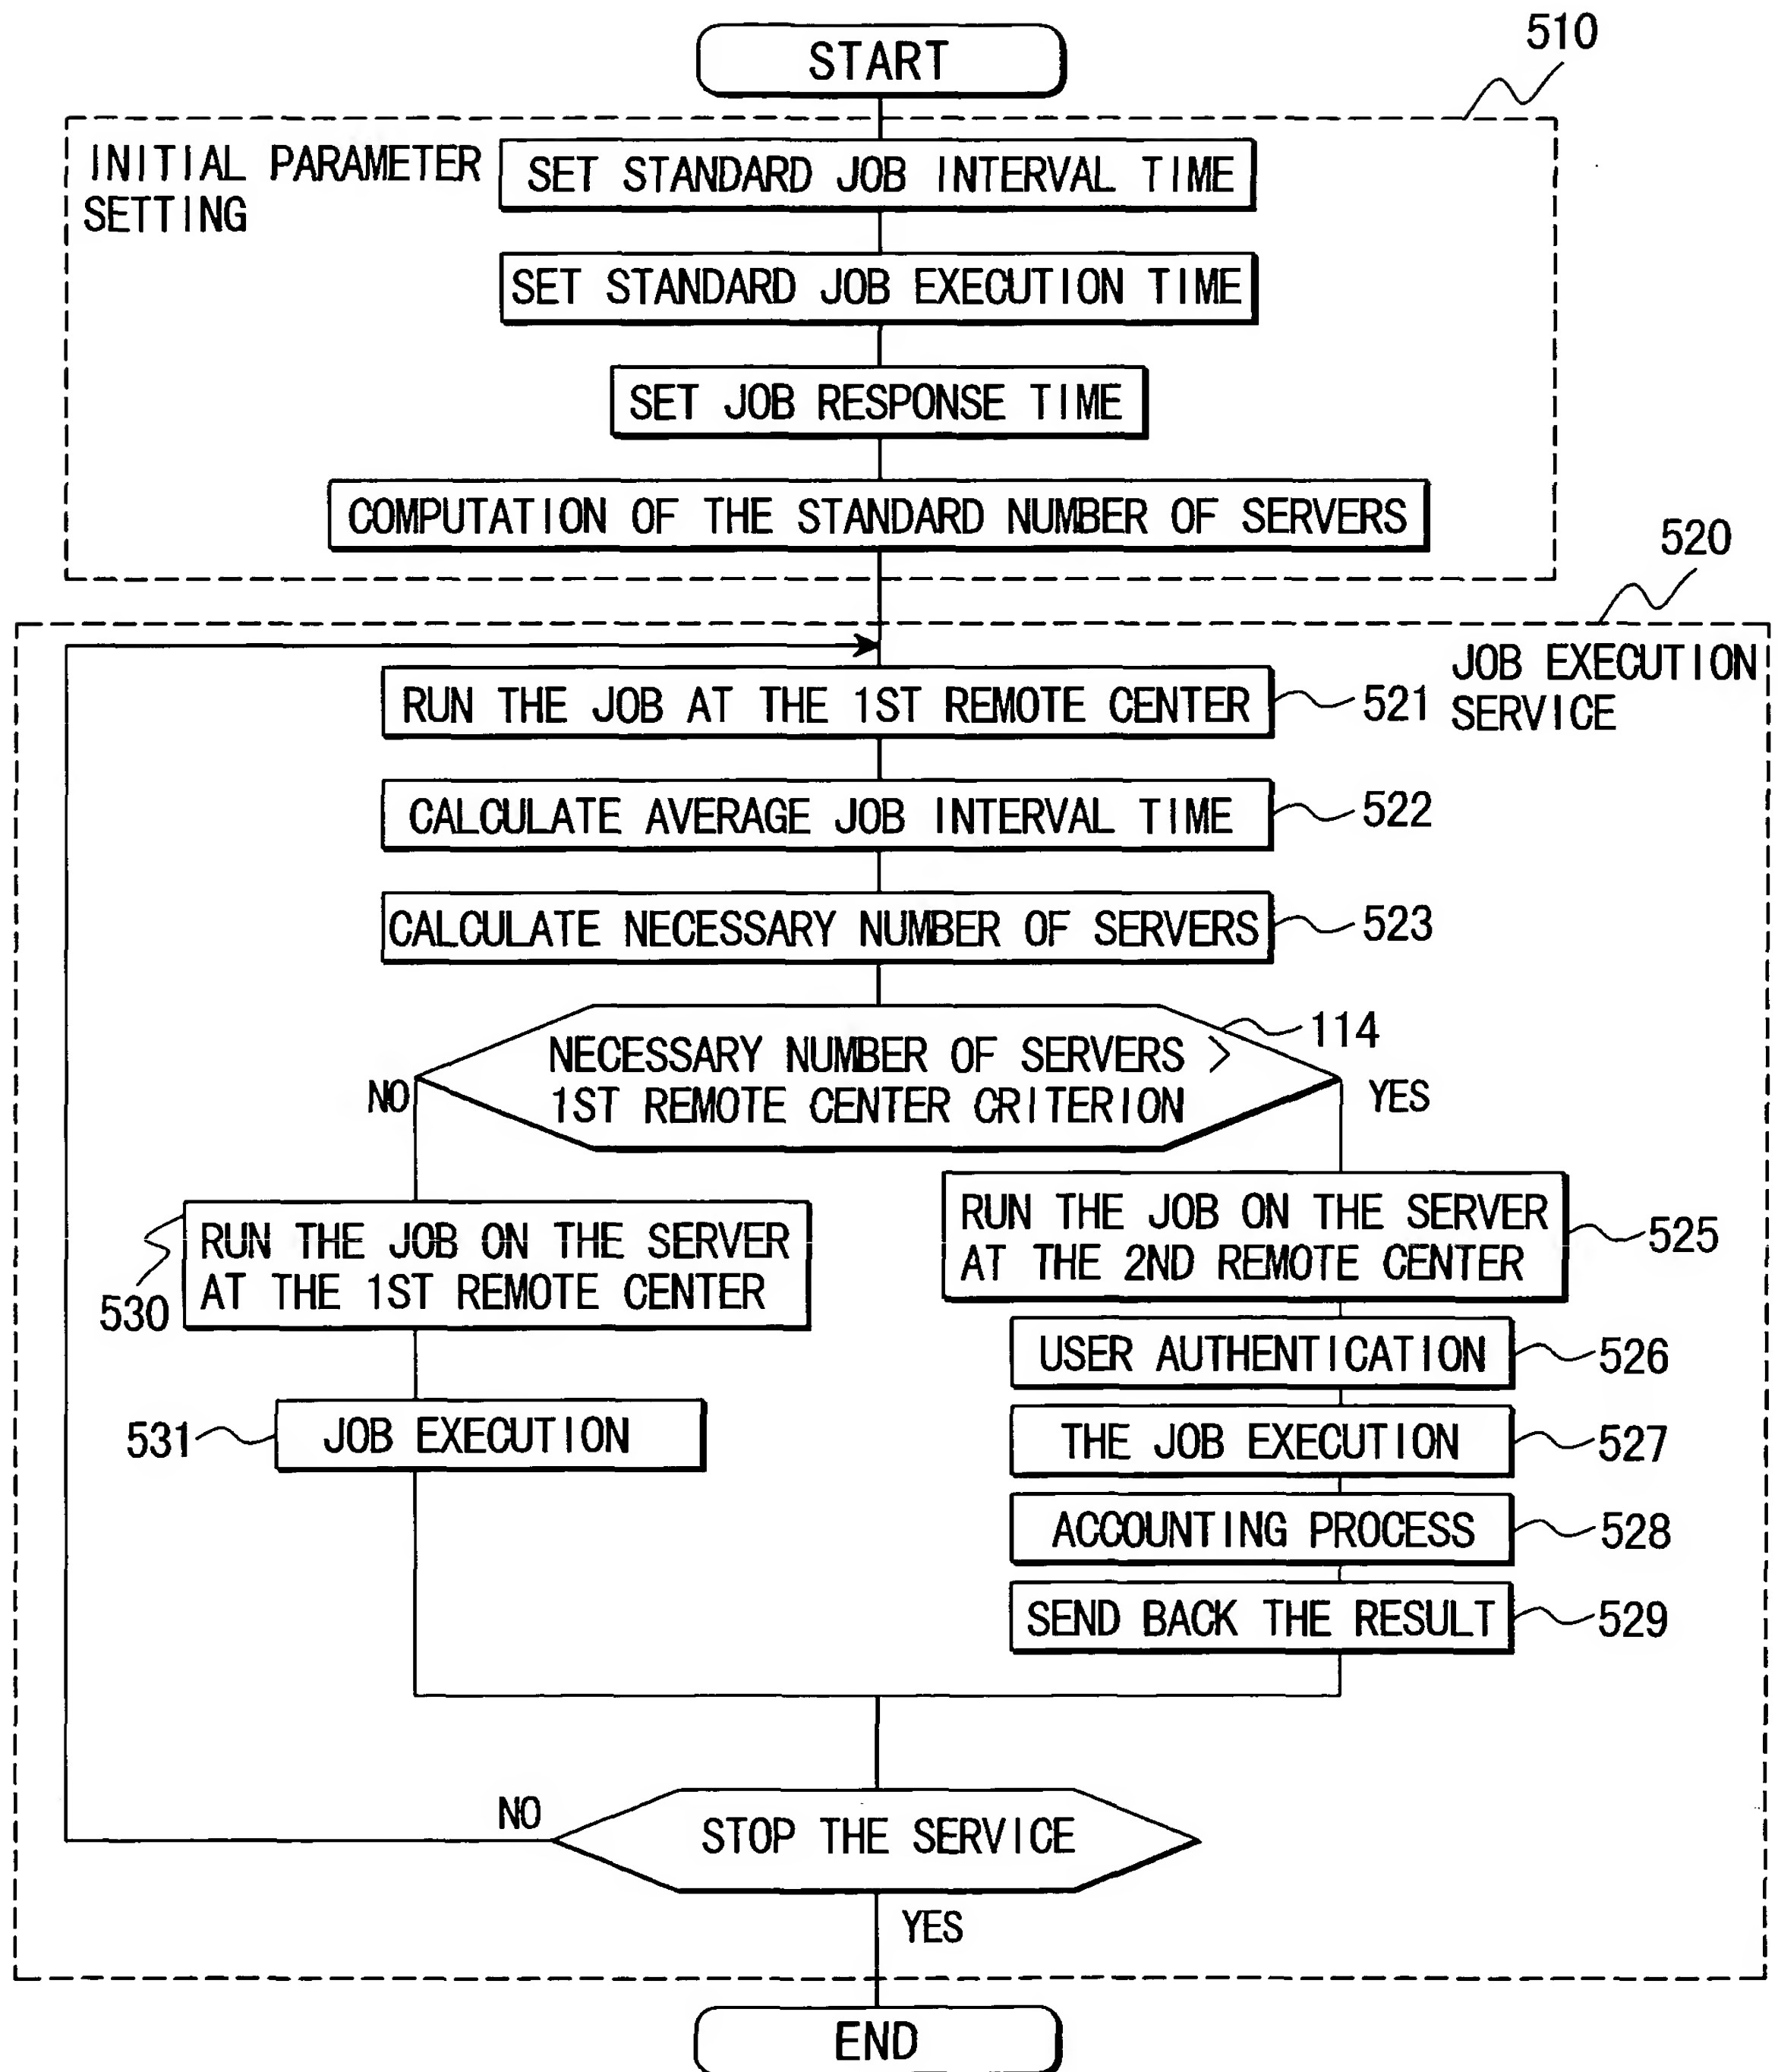 START
510
INITIAL PARAMETER
SETTING
SET STANDARD JOB INTERVAL TIME
SET STANDARD JOB EXECUTION TIME
SET JOB RESPONSE TIME
COMPUTATION OF THE STANDARD NUMBER OF SERVERS
520
JOB EXECUTION
SERVICE
RUN THE JOB AT THE 1ST REMOTE CENTER
521
CALCULATE AVERAGE JOB INTERVAL TIME
522
CALCULATE NECESSARY NUMBER OF SERVERS
523
114
NECESSARY NUMBER OF SERVERS >
1ST REMOTE CENTER CRITERION
NO
YES
RUN THE JOB ON THE SERVER
AT THE 1ST REMOTE CENTER
530
RUN THE JOB ON THE SERVER
AT THE 2ND REMOTE CENTER
525
USER AUTHENTICATION
526
JOB EXECUTION
531
THE JOB EXECUTION
527
ACCOUNTING PROCESS
528
SEND BACK THE RESULT
529
NO
STOP THE SERVICE
YES
END